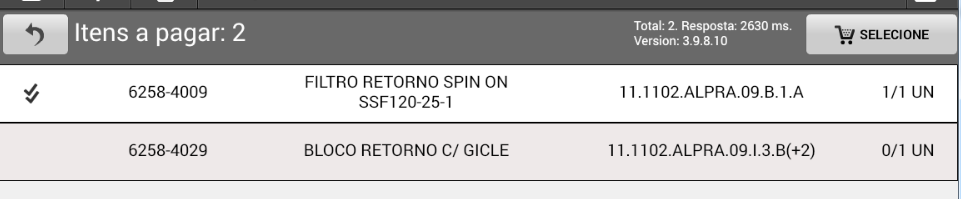 Itens a pagar: 2
Total: 2. Resposta: 2630 ms.
Version: 3.9.8.10
SELECIONE
6258-4009
FILTRO RETORNO SPIN ON
SSF120-25-1
11.1102.ALPRA.09.B.1.A
1/1 UN
6258-4029
BLOCO RETORNO C/ GICLE
11.1102.ALPRA.09.I.3.B(+2)
0/1 UN